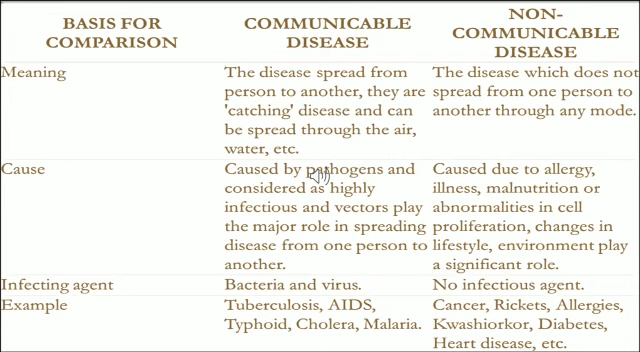 BASIS FOR COMPARISON
COMMUNICABLE DISEASE
NON-COMMUNICABLE DISEASE
Meaning
The disease spread from
person to another, they are
'catching' disease and can
be spread through the air,
water, etc.
The disease which does not
spread from one person to
another through any mode.
Cause
Caused by pathogens and
considered as highly
infectious and vectors play
the major role in spreading
disease from one person to
another.
Caused due to allergy,
illness, malnutrition or
abnormalities in cell
proliferation, changes in
lifestyle, environment play
a significant role.
Infecting agent
Bacteria and virus.
No infectious agent.
Example
Tuberculosis, AIDS,
Typhoid, Cholera, Malaria.
Cancer, Rickets, Allergies,
Kwashiorkor, Diabetes,
Heart disease, etc.